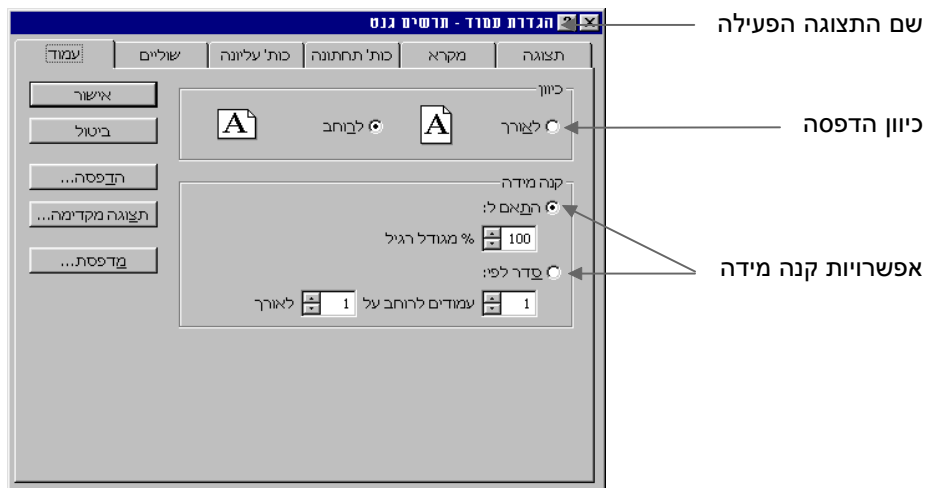 הגדרת עמוד - תרשים גנט
שם התצוגה הפעילה
תצוגה
מקרא
כות' תחתונה
כות' עליונה
שוליים
עמוד
כיוון
לאורך
A
לרוחב
A
כיוון הדפסה
קנה מידה
התאם ל:
100 % מגודל רגיל
סדר לפי:
1 עמודים לרוחב על 1 לאורך
אפשרויות קנה מידה
אישור
ביטול
הדפסה...
תצוגה מקדימה...
מדפסת...